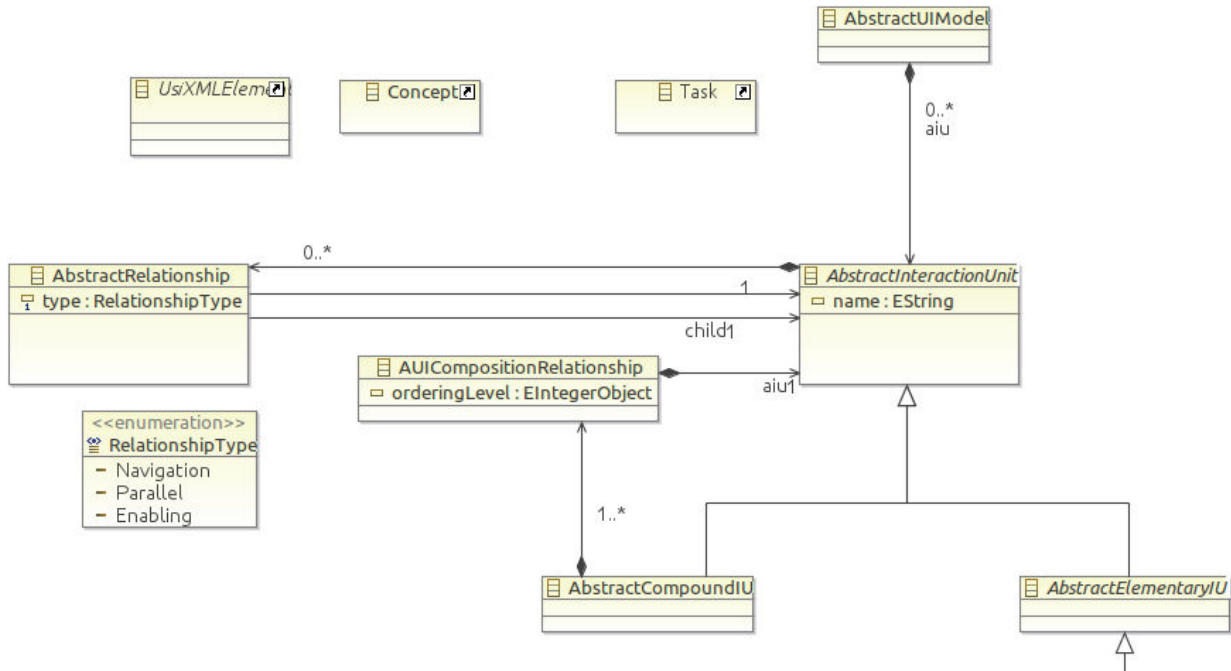 AbstractUIModel
UsiXMLElement
Concept
Task
0..*
aiu
0..*
AbstractRelationship
type : RelationshipType
1
child1
AbstractInteractionUnit
name : EString
AUICompositionRelationship
orderingLevel : EIntegerObject
aiu1
<<enumeration>>
RelationshipType
Navigation
Parallel
Enabling
1..*
AbstractCompoundIU
AbstractElementaryIU